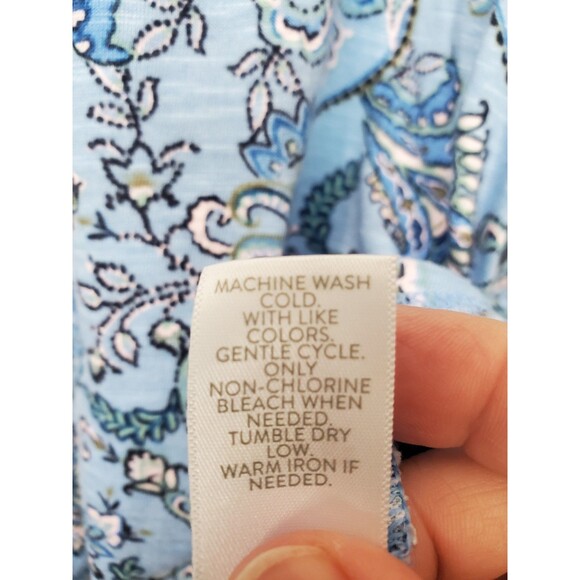 MACHINE WASH
COLD.
WITH LIKE
COLORS.
GENTLE CYCLE.
ONLY
NON-CHLORINE
BLEACH WHEN
NEEDED.
TUMBLE DRY
LOW.
WARM IRON IF
NEEDED.